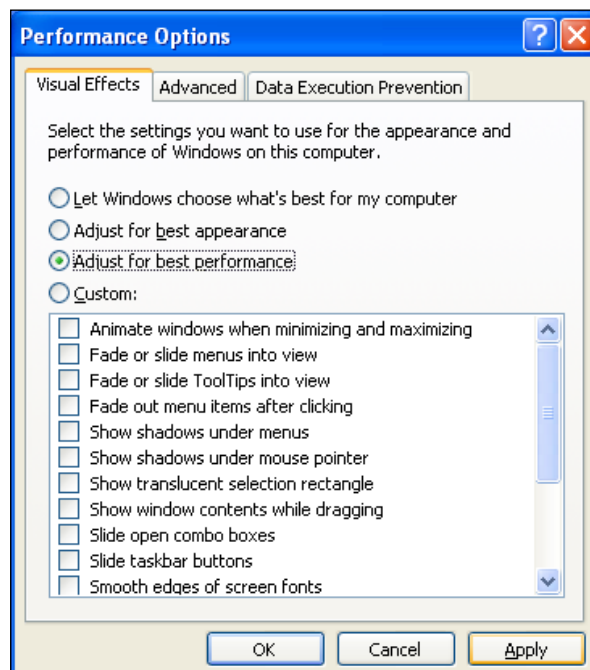 Performance Options
?
Visual Effects Advanced Data Execution Prevention
Select the settings you want to use for the appearance and
performance of Windows on this computer.
Let Windows choose what's best for my computer
Adjust for best appearance
Adjust for best performance
Custom:
Animate windows when minimizing and maximizing
Fade or slide menus into view
Fade or slide ToolTips into view
Fade out menu items after clicking
Show shadows under menus
Show shadows under mouse pointer
Show translucent selection rectangle
Show window contents while dragging
Slide open combo boxes
Slide taskbar buttons
Smooth edges of screen fonts
OK Cancel Apply